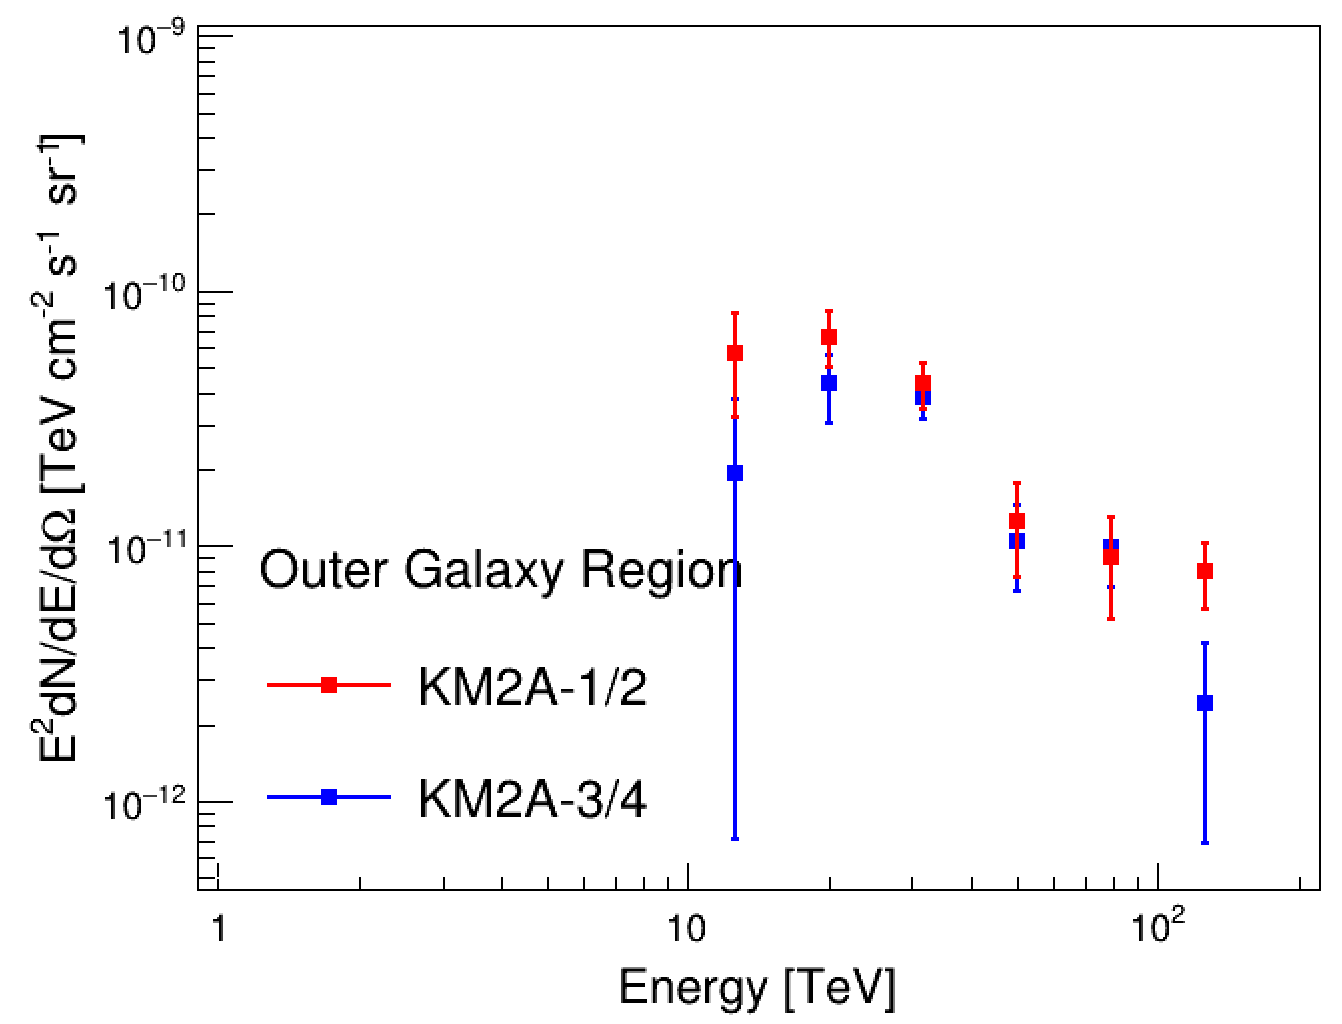 10⁻⁹
10⁻¹⁰
10⁻¹¹
10⁻¹²
E²dN/dE/dΩ [TeV cm⁻² s⁻¹ sr⁻¹]
Outer Galaxy Region
KM2A-1/2
KM2A-3/4
1 10 10²
Energy [TeV]